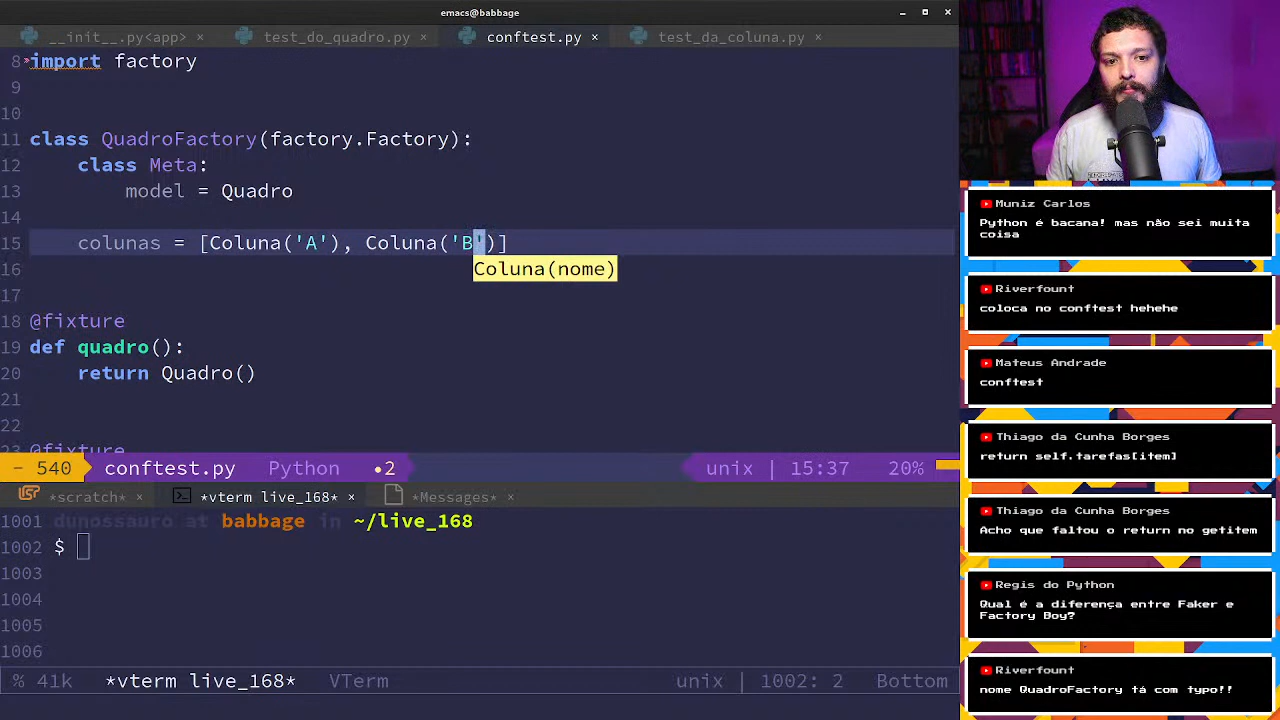 emacs@babbage
__init__.py<app> ×
test_do_quadro.py ×
conftest.py ×
test_da_coluna.py ×
8 import factory
9
10
11 class QuadroFactory(factory.Factory):
12 class Meta:
13 model = Quadro
14
15 colunas = [Coluna('A'), Coluna('B')]
16 Coluna(nome)
17
18 @fixture
19 def quadro():
20 return Quadro()
21
22
23 @fixture
- 540 conftest.py Python •2 unix | 15:37 20%
*scratch* × *vterm live_168* × *Messages* ×
1001 dunossauro at babbage in ~/live_168
1002 $
1003
1004
1005
1006
% 41k *vterm live_168* VTerm unix | 1002: 2 Bottom
Muniz Carlos
Python é bacana! mas não sei muita
coisa
Riverfount
coloca no conftest hehehe
Mateus Andrade
conftest
Thiago da Cunha Borges
return self.tarefas[item]
Thiago da Cunha Borges
Acho que faltou o return no getitem
Regis do Python
Qual é a diferença entre Faker e
Factory Boy?
Riverfount
nome QuadroFactory tá com typo!!